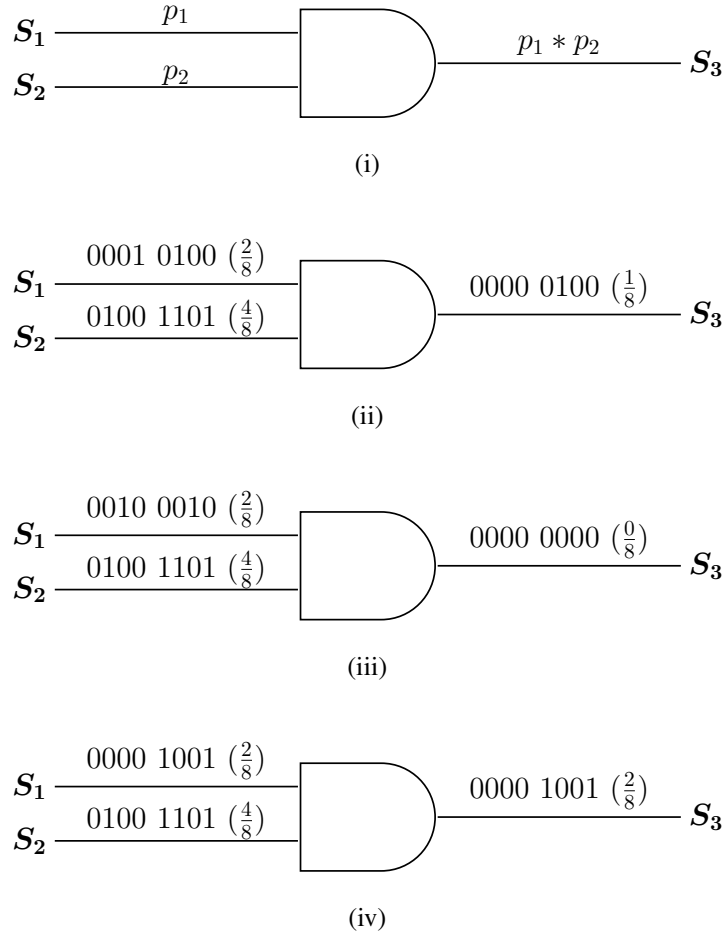 p₁
S₁
p₁ * p₂
S₃
p₂
S₂
(i)
0001 0100 (2/8)
S₁
0000 0100 (1/8)
S₃
0100 1101 (4/8)
S₂
(ii)
0010 0010 (2/8)
S₁
0000 0000 (0/8)
S₃
0100 1101 (4/8)
S₂
(iii)
0000 1001 (2/8)
S₁
0000 1001 (2/8)
S₃
0100 1101 (4/8)
S₂
(iv)